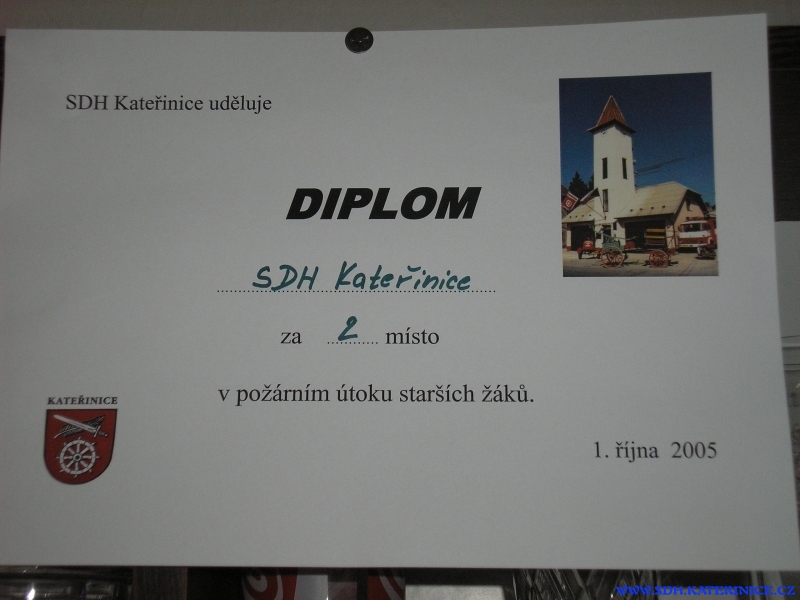 SDH Kateřinice uděluje
DIPLOM
SDH Kateřinice
za 2 místo
v požárním útoku starších žáků.
KATEŘINICE
1. října 2005
WWW.SDH.KATERINICE.CZ